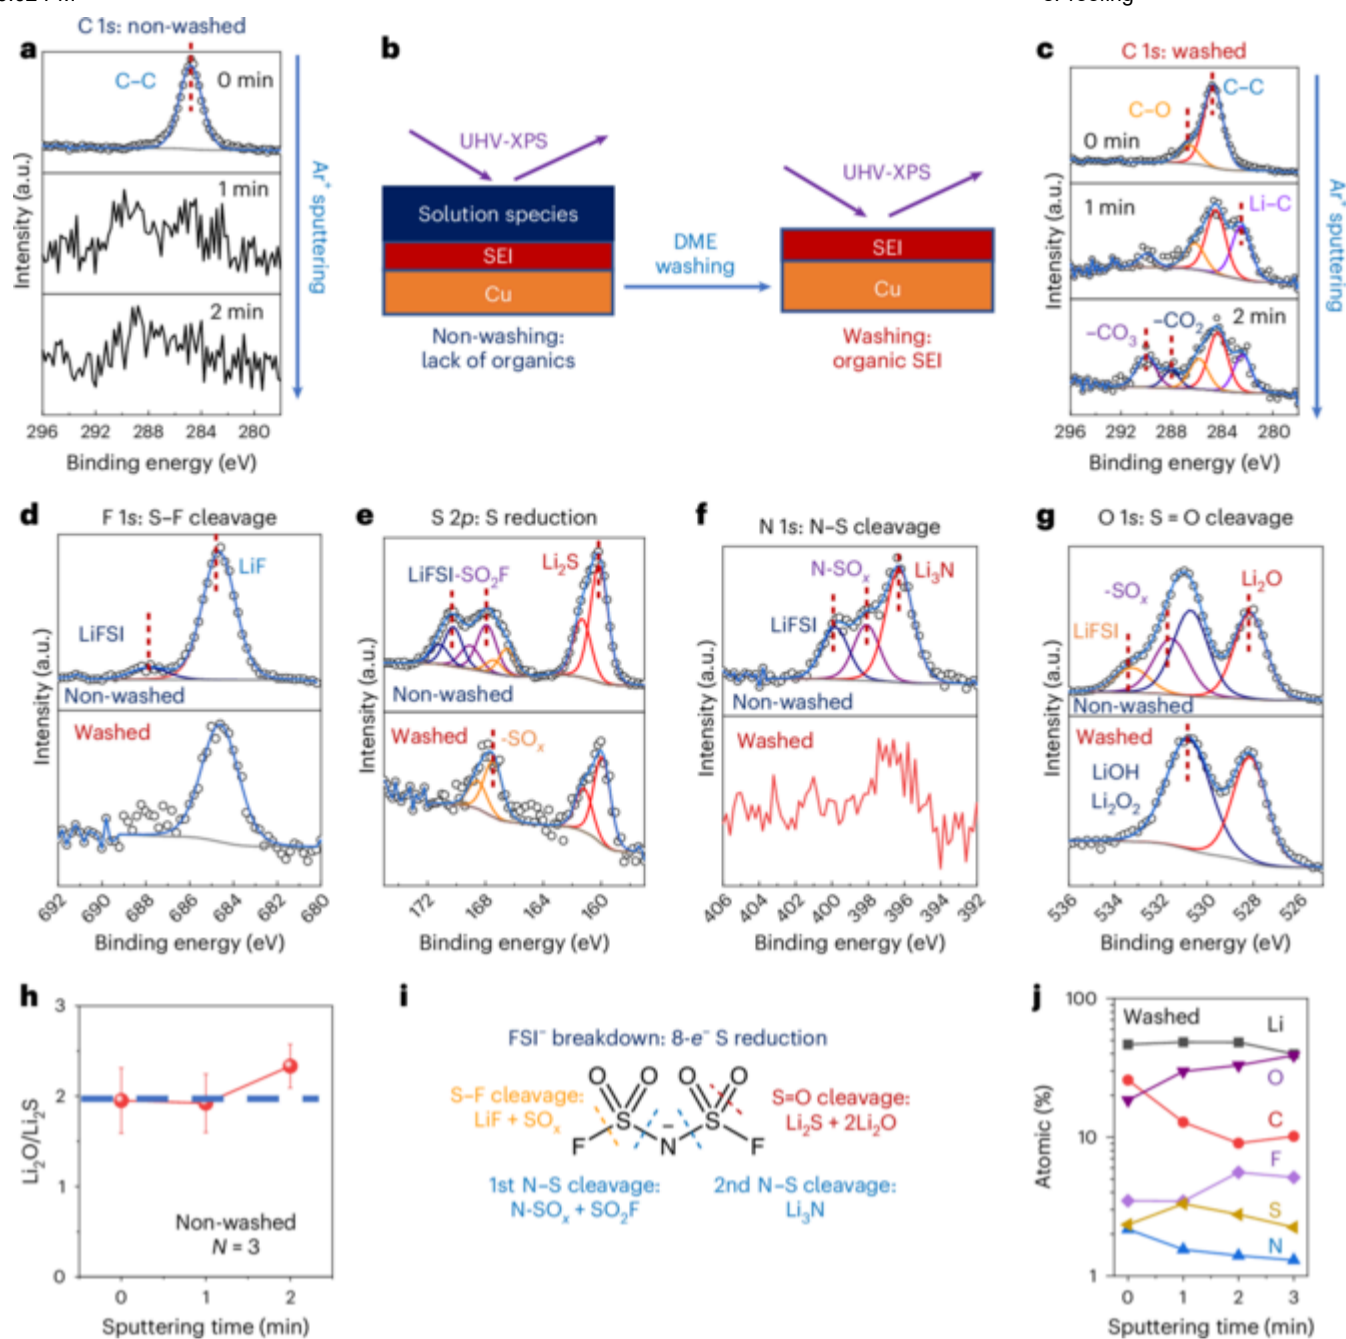 a
C 1s: non-washed
C–C
0 min
1 min
2 min
Intensity (a.u.)
Ar⁺ sputtering
296 292 288 284 280
Binding energy (eV)
b
UHV-XPS
Solution species
SEI
Cu
Non-washing:
lack of organics
DME
washing
UHV-XPS
SEI
Cu
Washing:
organic SEI
c
C 1s: washed
C–C
C–O
0 min
1 min
Li–C
–CO₃
–CO₂
2 min
Intensity (a.u.)
Ar⁺ sputtering
296 292 288 284 280
Binding energy (eV)
d
F 1s: S–F cleavage
LiF
LiFSI
Non-washed
Washed
Intensity (a.u.)
692 690 688 686 684 682 680
Binding energy (eV)
e
S 2p: S reduction
LiFSI
-SO₂F
Li₂S
Non-washed
Washed
-SOₓ
Intensity (a.u.)
172 168 164 160
Binding energy (eV)
f
N 1s: N–S cleavage
N-SOₓ
Li₃N
LiFSI
Non-washed
Washed
Intensity (a.u.)
406 404 402 400 398 396 394 392
Binding energy (eV)
g
O 1s: S = O cleavage
Li₂O
-SOₓ
LiFSI
Non-washed
Washed
LiOH
Li₂O₂
Intensity (a.u.)
536 534 532 530 528 526
Binding energy (eV)
h
3
2
1
0
Li₂O/Li₂S
Non-washed
N = 3
0 1 2
Sputtering time (min)
i
FSI⁻ breakdown: 8-e⁻ S reduction
S–F cleavage:
LiF + SOₓ
O O O O
S S
F N F
–
S=O cleavage:
Li₂S + 2Li₂O
1st N–S cleavage:
N-SOₓ + SO₂F
2nd N–S cleavage:
Li₃N
j
100
10
1
Atomic (%)
Washed
Li
O
C
F
S
N
0 1 2 3
Sputtering time (min)